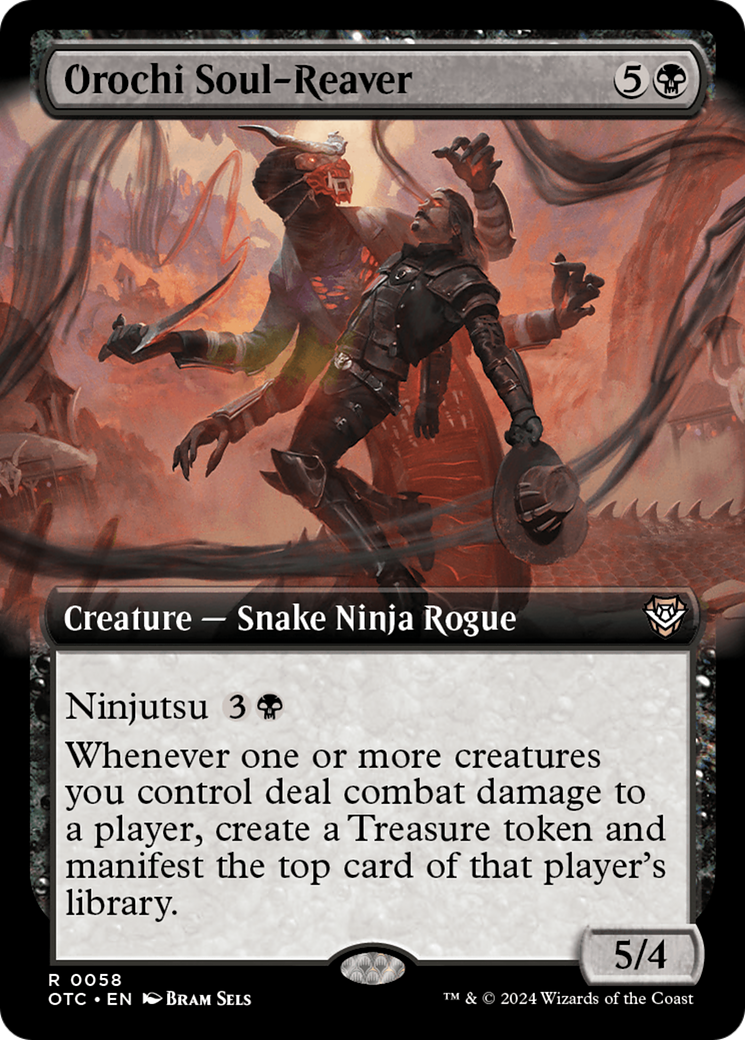 Orochi Soul-Reaver 5
Creature — Snake Ninja Rogue
Ninjutsu 3
Whenever one or more creatures
you control deal combat damage to
a player, create a Treasure token and
manifest the top card of that player's
library.
5/4
R 0058
OTC • EN Bram Sels
™ & © 2024 Wizards of the Coast